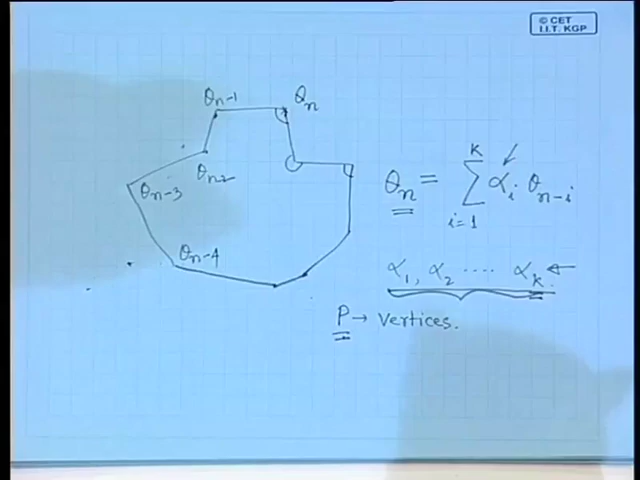 © CET
I.I.T. KGP
θn-1
θn
θn-2
θn-3
θn-4
θn = K Σ i=1 αi θn-i
α1, α2 .... αk.
P → vertices.